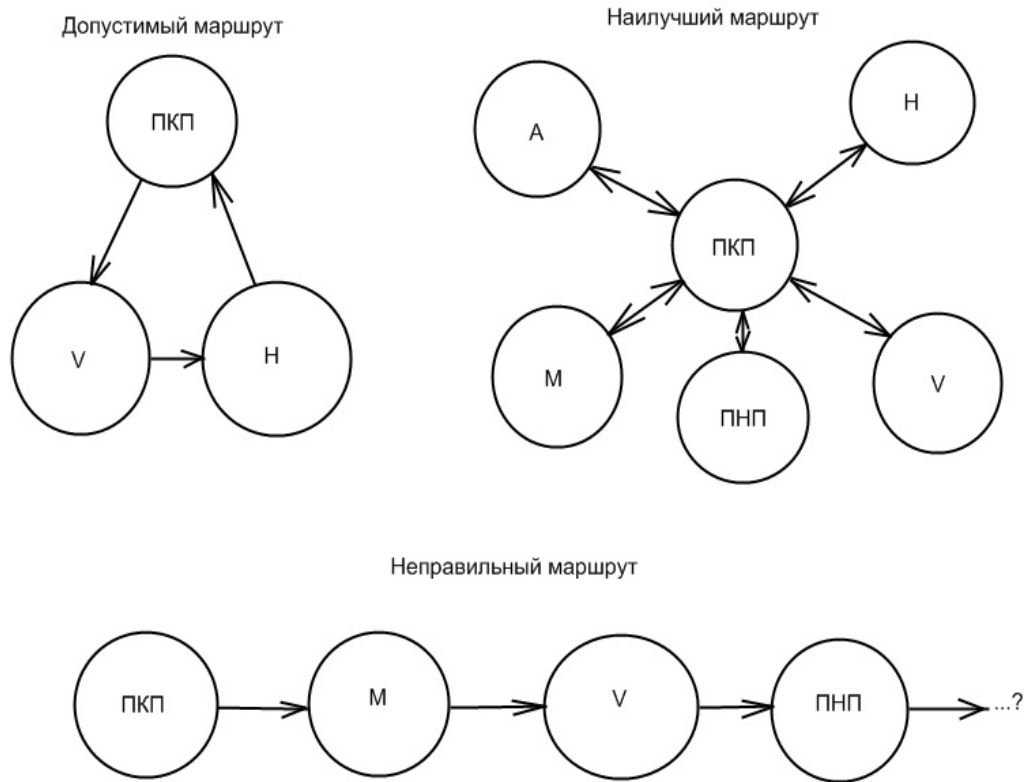 Допустимый маршрут
ПКП
V
Н
Наилучший маршрут
А
Н
ПКП
М
ПНП
V
Неправильный маршрут
ПКП
М
V
ПНП
...?